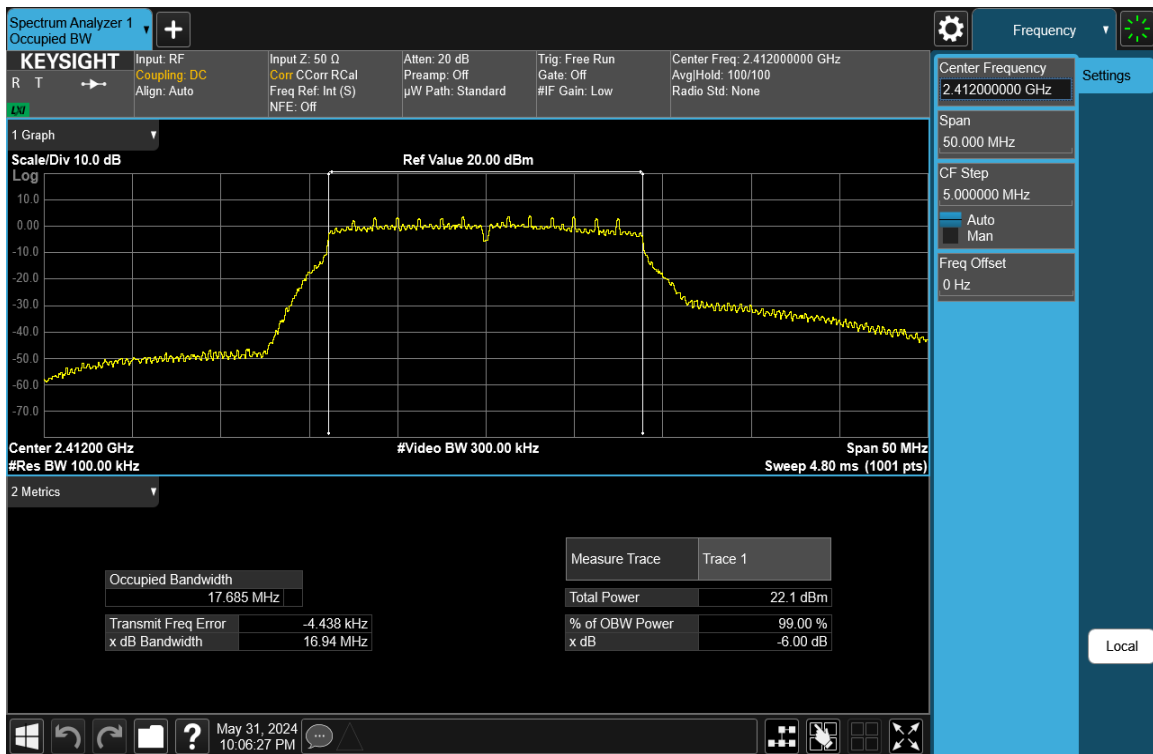 Spectrum Analyzer 1
Occupied BW
+
Frequency
KEYSIGHT
R T
LXI
Input: RF
Coupling: DC
Align: Auto
Input Z: 50 Ω
Corr CCorr RCal
Freq Ref: Int (S)
NFE: Off
Atten: 20 dB
Preamp: Off
µW Path: Standard
Trig: Free Run
Gate: Off
#IF Gain: Low
Center Freq: 2.412000000 GHz
Avg|Hold: 100/100
Radio Std: None
Center Frequency
2.412000000 GHz
Settings
Span
50.000 MHz
CF Step
5.000000 MHz
Auto
Man
Freq Offset
0 Hz
Local
1 Graph
Scale/Div 10.0 dB
Ref Value 20.00 dBm
Log
10.0
0.00
-10.0
-20.0
-30.0
-40.0
-50.0
-60.0
-70.0
Center 2.41200 GHz
#Video BW 300.00 kHz
Span 50 MHz
#Res BW 100.00 kHz
Sweep 4.80 ms (1001 pts)
2 Metrics
Measure Trace Trace 1
Occupied Bandwidth
17.685 MHz
Total Power 22.1 dBm
Transmit Freq Error -4.438 kHz
% of OBW Power 99.00 %
x dB Bandwidth 16.94 MHz
x dB -6.00 dB
?
May 31, 2024
10:06:27 PM